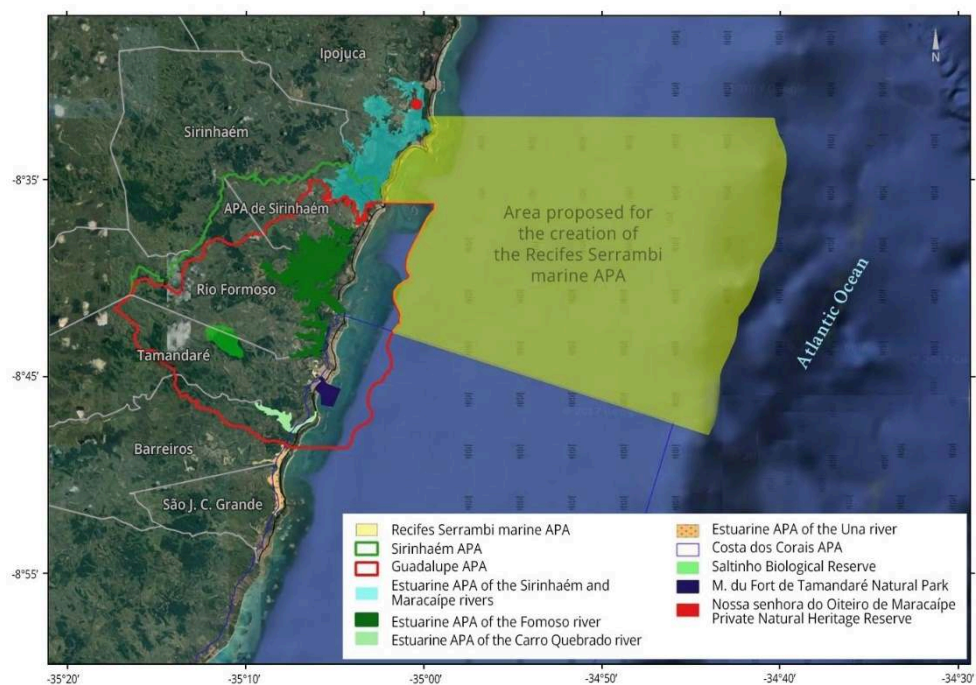 Ipojuca
N
Sirinhaém
-8°35'
APA de Sirinhaém
Area proposed for
the creation of
the Recifes Serrambi
marine APA
Rio Formoso
Atlantic Ocean
Tamandaré
-8°45'
Barreiros
São J. C. Grande
-8°55'
Recifes Serrambi marine APA
Sirinhaém APA
Guadalupe APA
Estuarine APA of the Sirinhaém and
Maracaípe rivers
Estuarine APA of the Fomoso river
Estuarine APA of the Carro Quebrado river
Estuarine APA of the Una river
Costa dos Corais APA
Saltinho Biological Reserve
M. du Fort de Tamandaré Natural Park
Nossa senhora do Oiteiro de Maracaípe
Private Natural Heritage Reserve
-35°20 -35°10' -35°00 -34°50' -34°40' -34°30'